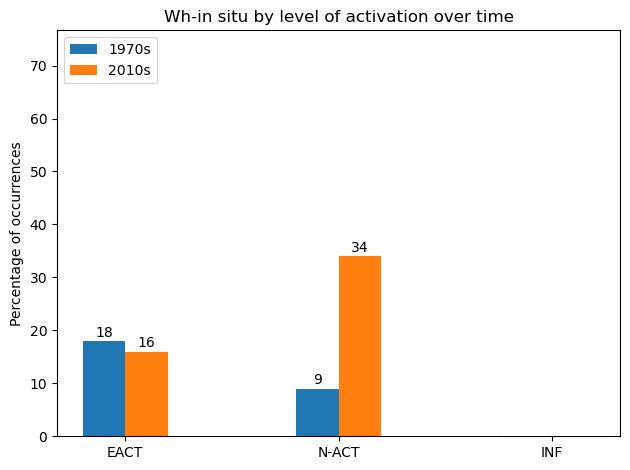 Wh-in situ by level of activation over time
1970s
2010s
Percentage of occurrences
70
60
50
40
30
20
10
0
18
16
9
34
EACT
N-ACT
INF